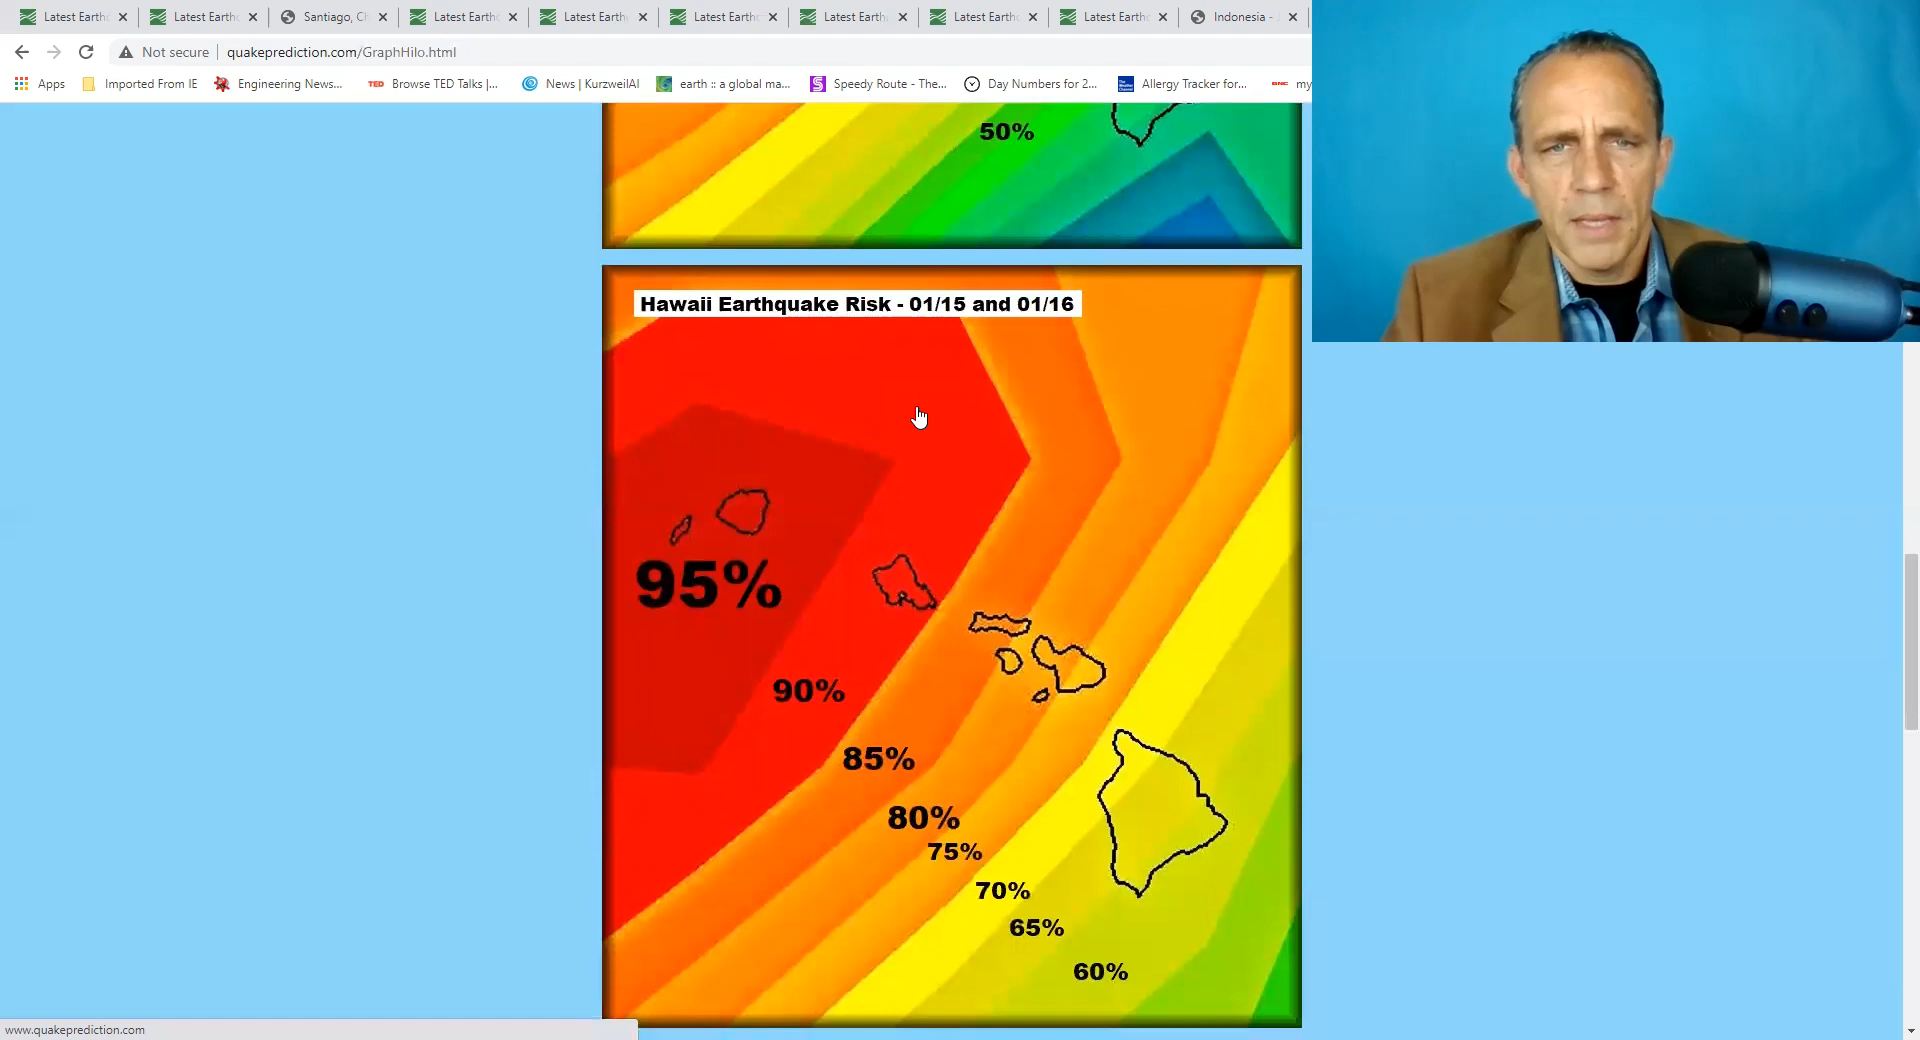 Latest Earth
Latest Earth
Santiago, Ch
Latest Earth
Latest Earth
Latest Earth
Latest Earth
Latest Earth
Latest Earth
Indonesia -
Not secure
quakeprediction.com/GraphHilo.html
Apps
Imported From IE
Engineering News...
TED
Browse TED Talks |...
News | KurzweilAI
earth :: a global ma...
Speedy Route - The...
Day Numbers for 2...
Allergy Tracker for...
my
50%
Hawaii Earthquake Risk - 01/15 and 01/16
95%
90%
85%
80%
75%
70%
65%
60%
www.quakeprediction.com